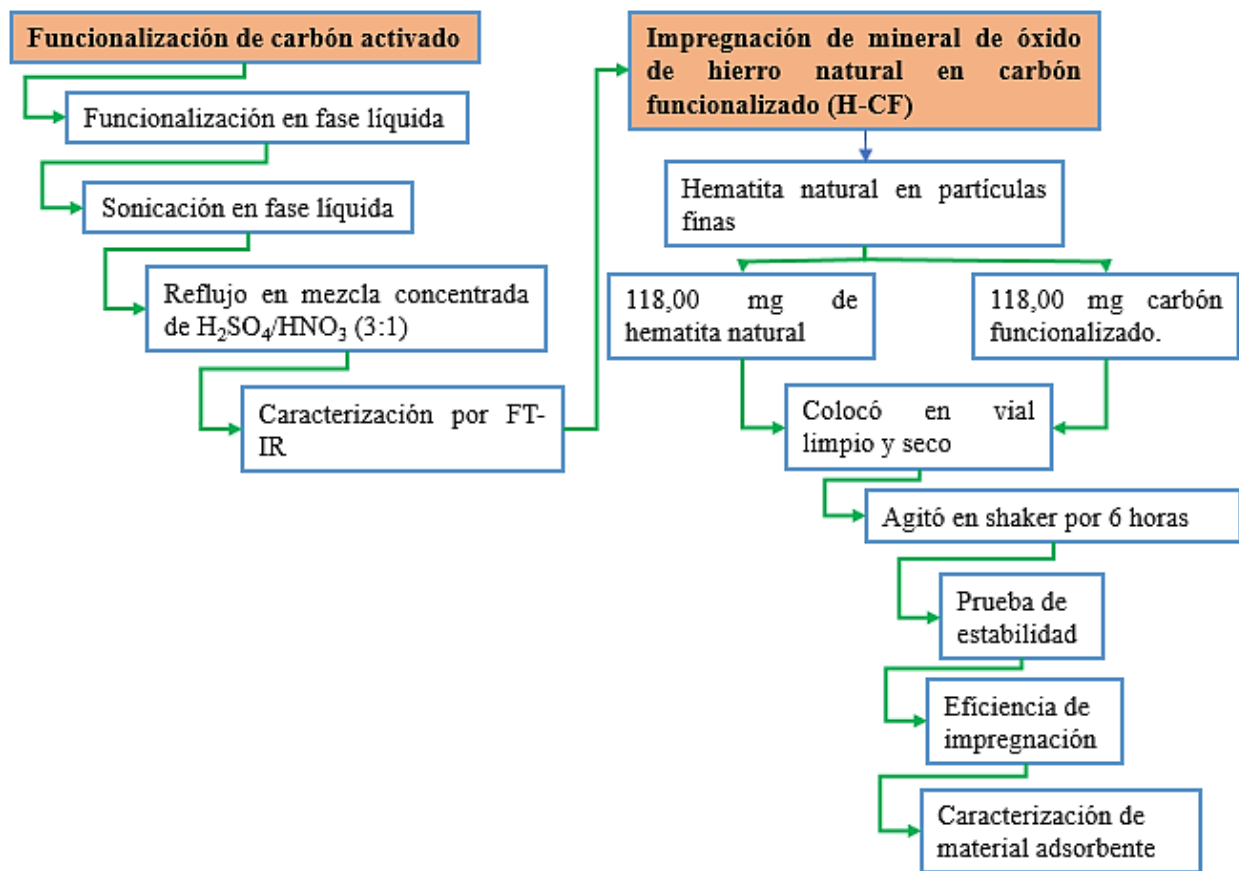 Funcionalización de carbón activado
Funcionalización en fase líquida
Sonicación en fase líquida
Reflujo en mezcla concentrada
de H₂SO₄/HNO₃ (3:1)
Caracterización por FT-
IR
Impregnación de mineral de óxido
de hierro natural en carbón
funcionalizado (H-CF)
Hematita natural en partículas
finas
118,00 mg de
hematita natural
118,00 mg carbón
funcionalizado.
Colocó en vial
limpio y seco
Agitó en shaker por 6 horas
Prueba de
estabilidad
Eficiencia de
impregnación
Caracterización de
material adsorbente